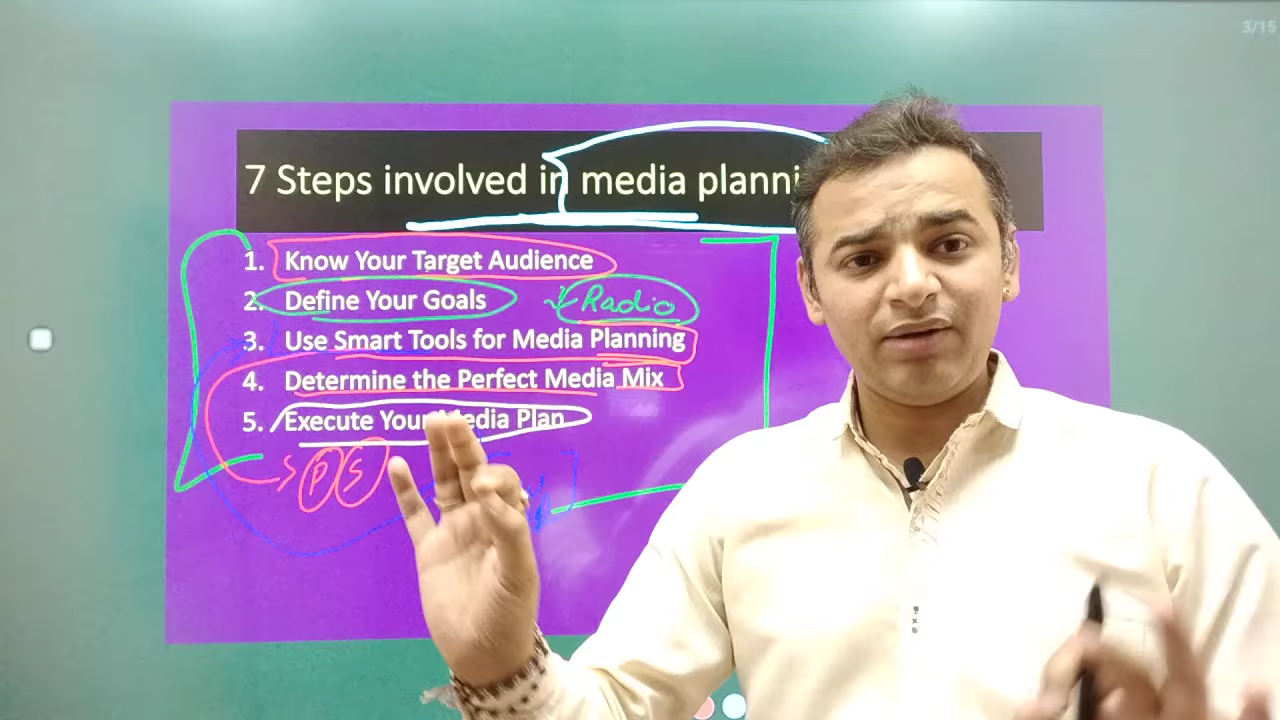 3/15
7 Steps involved in media planni
1. Know Your Target Audience
2. Define Your Goals
Radio
3. Use Smart Tools for Media Planning
4. Determine the Perfect Media Mix
5. Execute Your Media Plan
P S